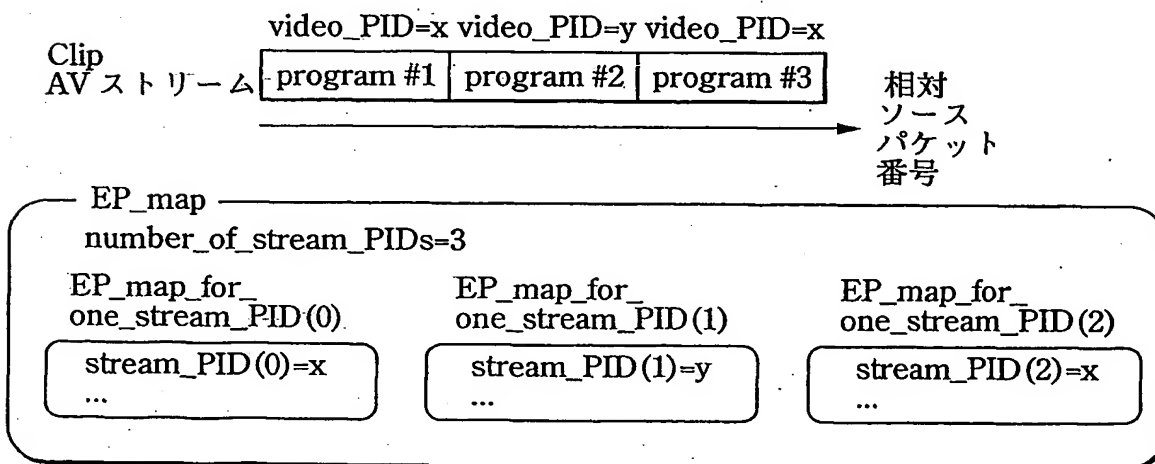 video_PID=x video_PID=y video_PID=x
Clip
AVストリーム
program #1 program #2 program #3
相対
ソース
パケット
番号
EP_map
number_of_stream_PIDs=3
EP_map_for_
one_stream_PID(0)
EP_map_for_
one_stream_PID(1)
EP_map_for_
one_stream_PID(2)
stream_PID(0)=x
...
stream_PID(1)=y
...
stream_PID(2)=x
...